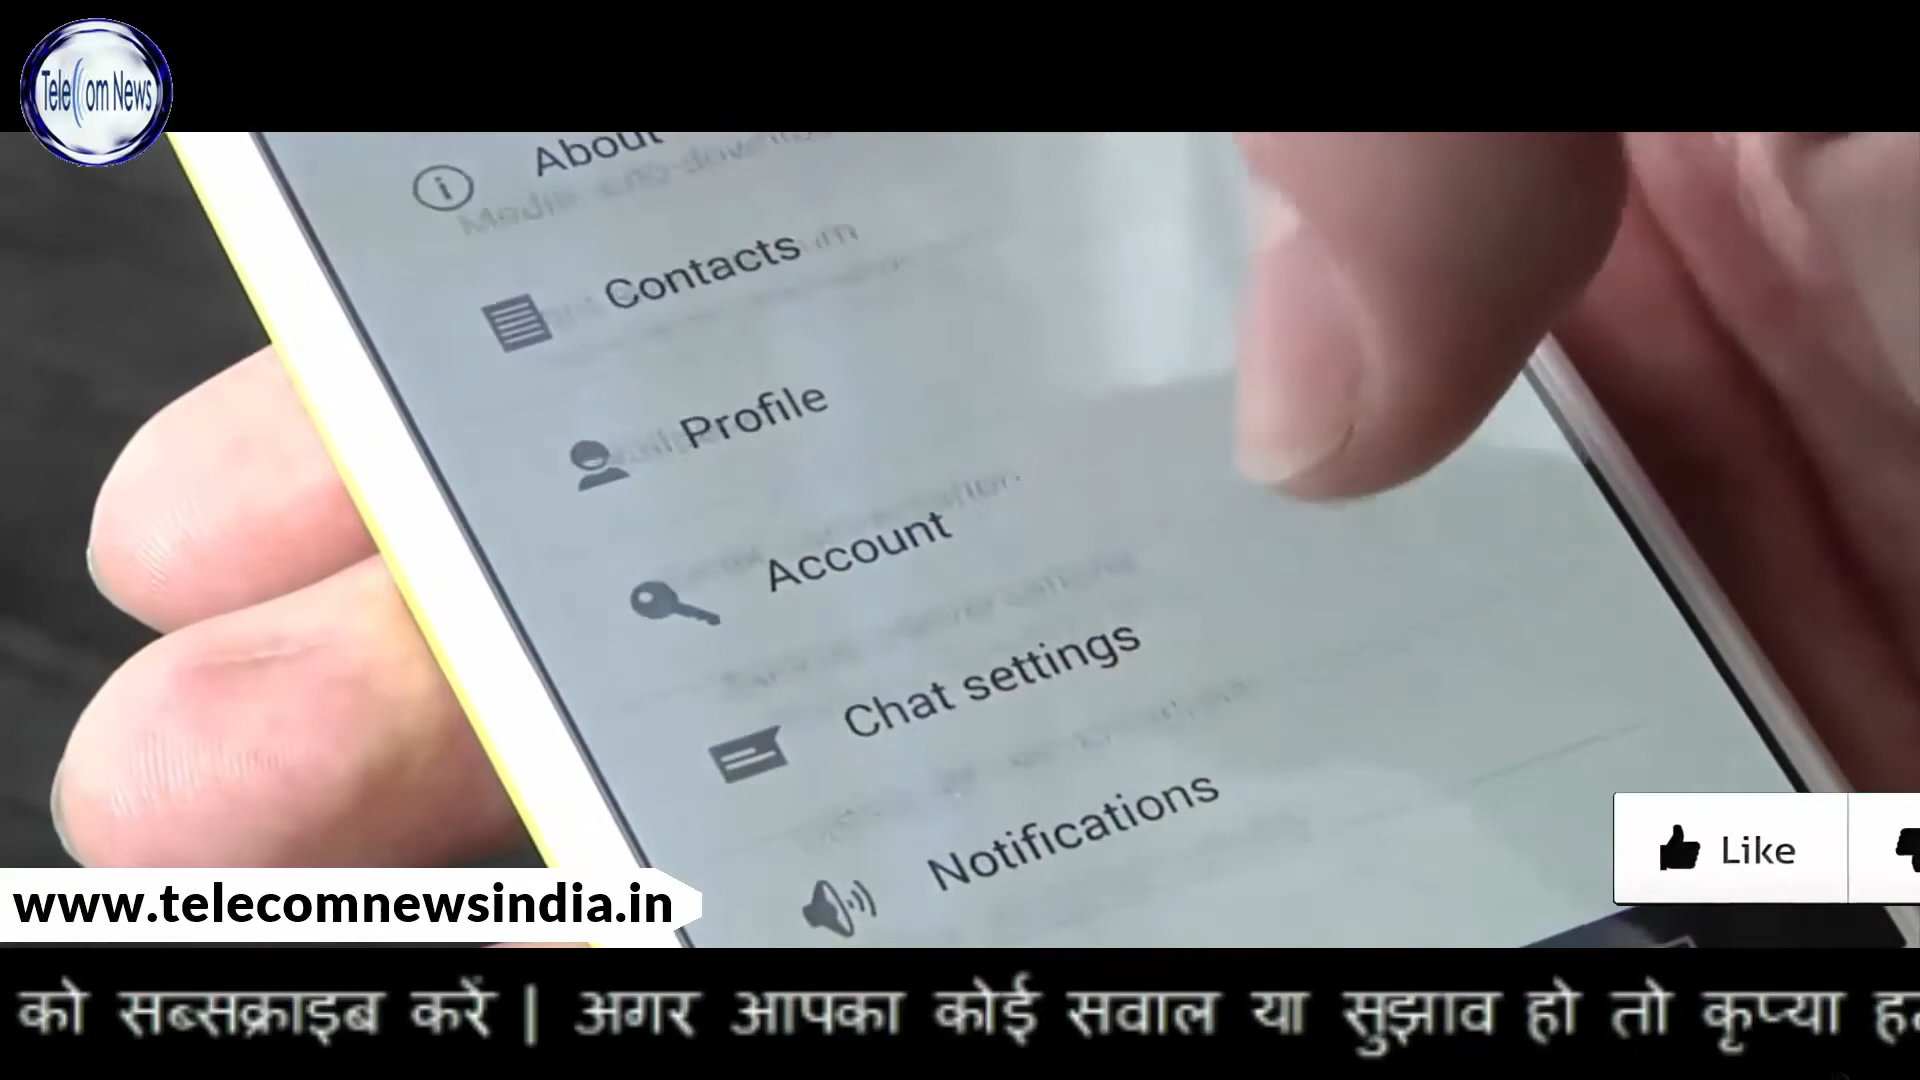 TeleCom News
About
Contacts
Profile
Account
Chat settings
Notifications
Like
www.telecomnewsindia.in
को सब्सक्राइब करें | अगर आपका कोई सवाल या सुझाव हो तो कृप्या